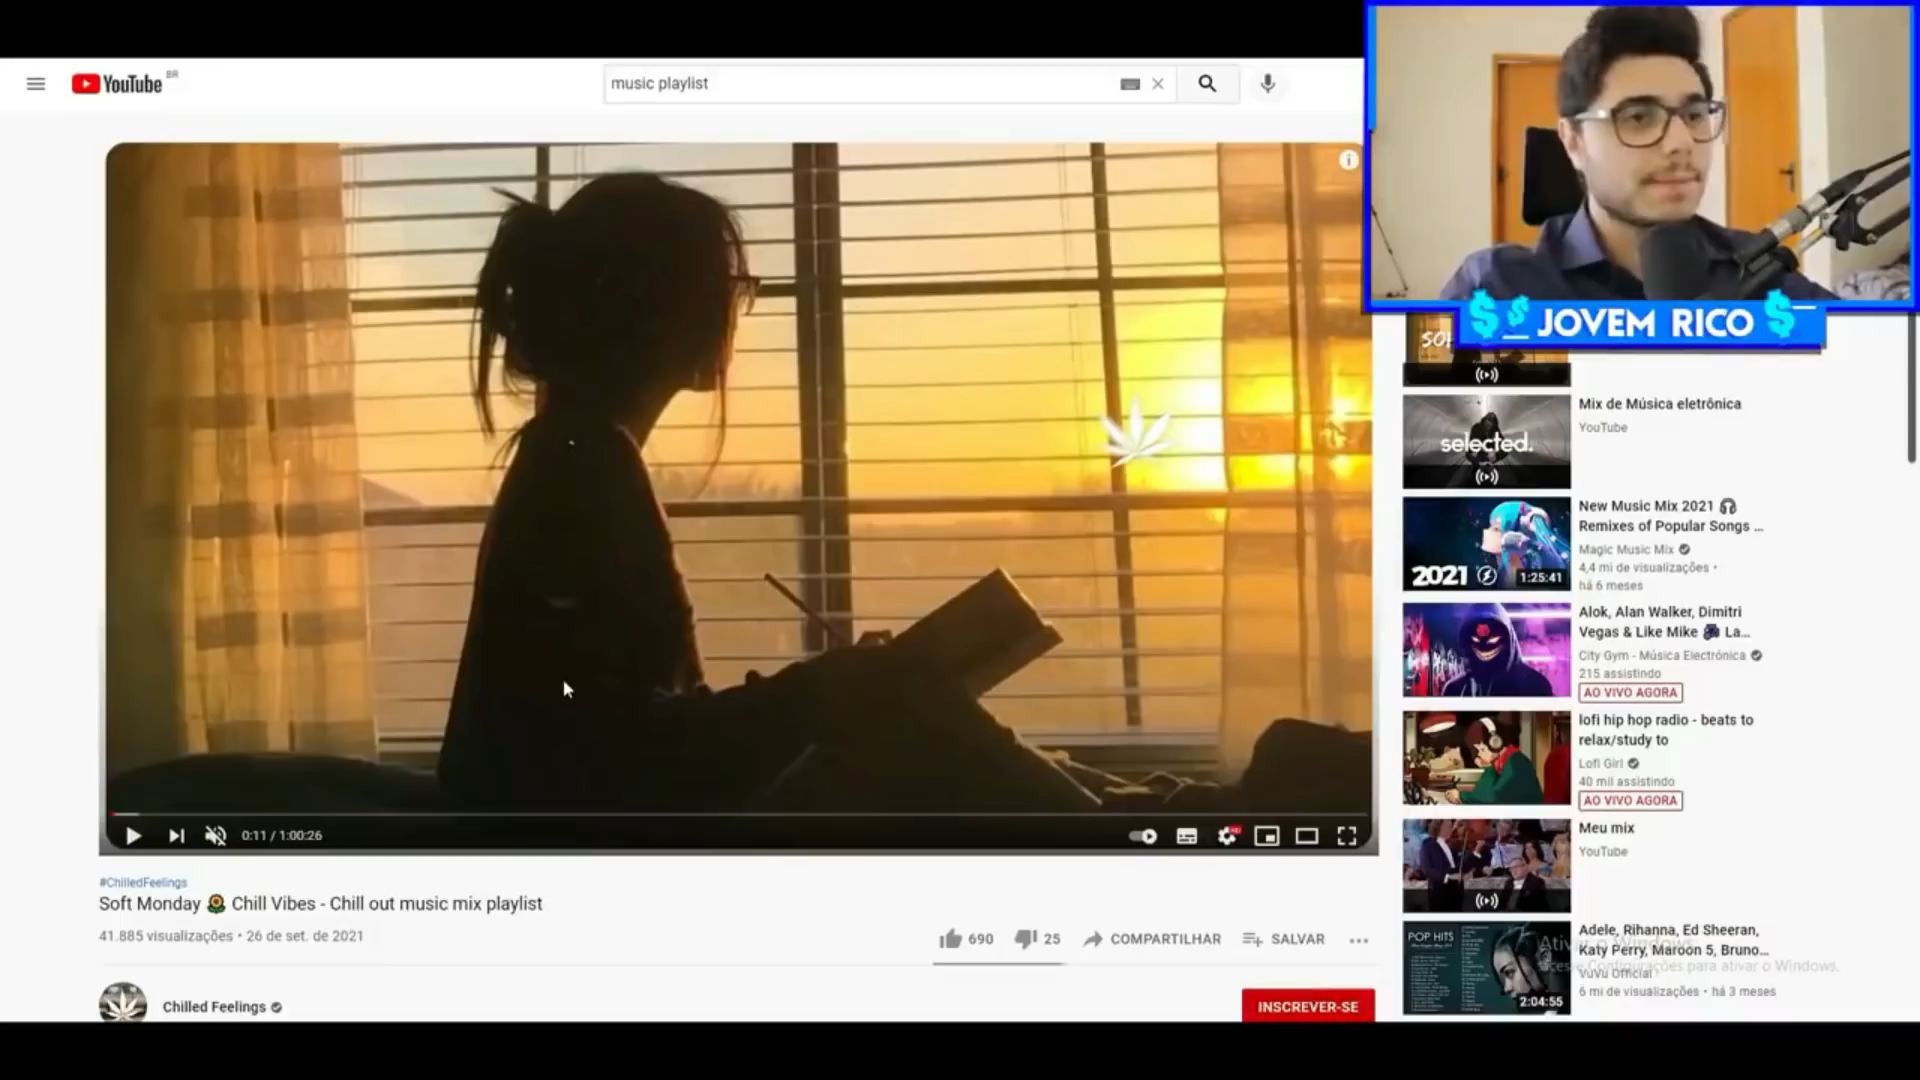 YouTube BR
music playlist
JOVEM RICO
Mix de Música eletrônica
YouTube
selected.
New Music Mix 2021 🎧
Remixes of Popular Songs ...
Magic Music Mix
4,4 mi de visualizações •
há 6 meses
2021
1:25:41
Alok, Alan Walker, Dimitri
Vegas & Like Mike La...
City Gym - Música Electrónica
215 assistindo
AO VIVO AGORA
lofi hip hop radio - beats to
relax/study to
Lofi Girl
40 mil assistindo
AO VIVO AGORA
Meu mix
YouTube
POP HITS
2:04:55
Adele, Rihanna, Ed Sheeran,
Katy Perry, Maroon 5, Bruno...
VuVu Official
6 mi de visualizações • há 3 meses
Configurações para ativar o Windows.
0:11 / 1:00:26
#ChilledFeelings
Soft Monday 🌻 Chill Vibes - Chill out music mix playlist
41.885 visualizações • 26 de set. de 2021
690
25
COMPARTILHAR
SALVAR
Chilled Feelings
INSCREVER-SE